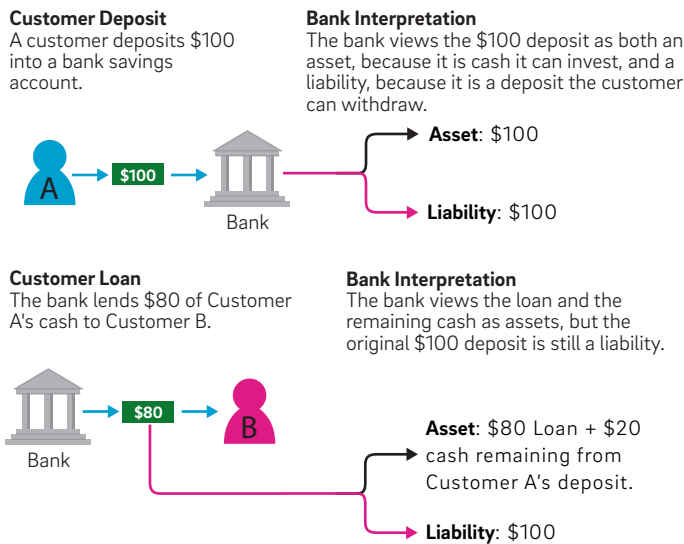 Customer Deposit
A customer deposits $100
into a bank savings
account.
Bank Interpretation
The bank views the $100 deposit as both an
asset, because it is cash it can invest, and a
liability, because it is a deposit the customer
can withdraw.
A
$100
Bank
Asset: $100
Liability: $100
Customer Loan
The bank lends $80 of Customer
A's cash to Customer B.
Bank Interpretation
The bank views the loan and the
remaining cash as assets, but the
original $100 deposit is still a liability.
Bank
$80
B
Asset: $80 Loan + $20
cash remaining from
Customer A’s deposit.
Liability: $100